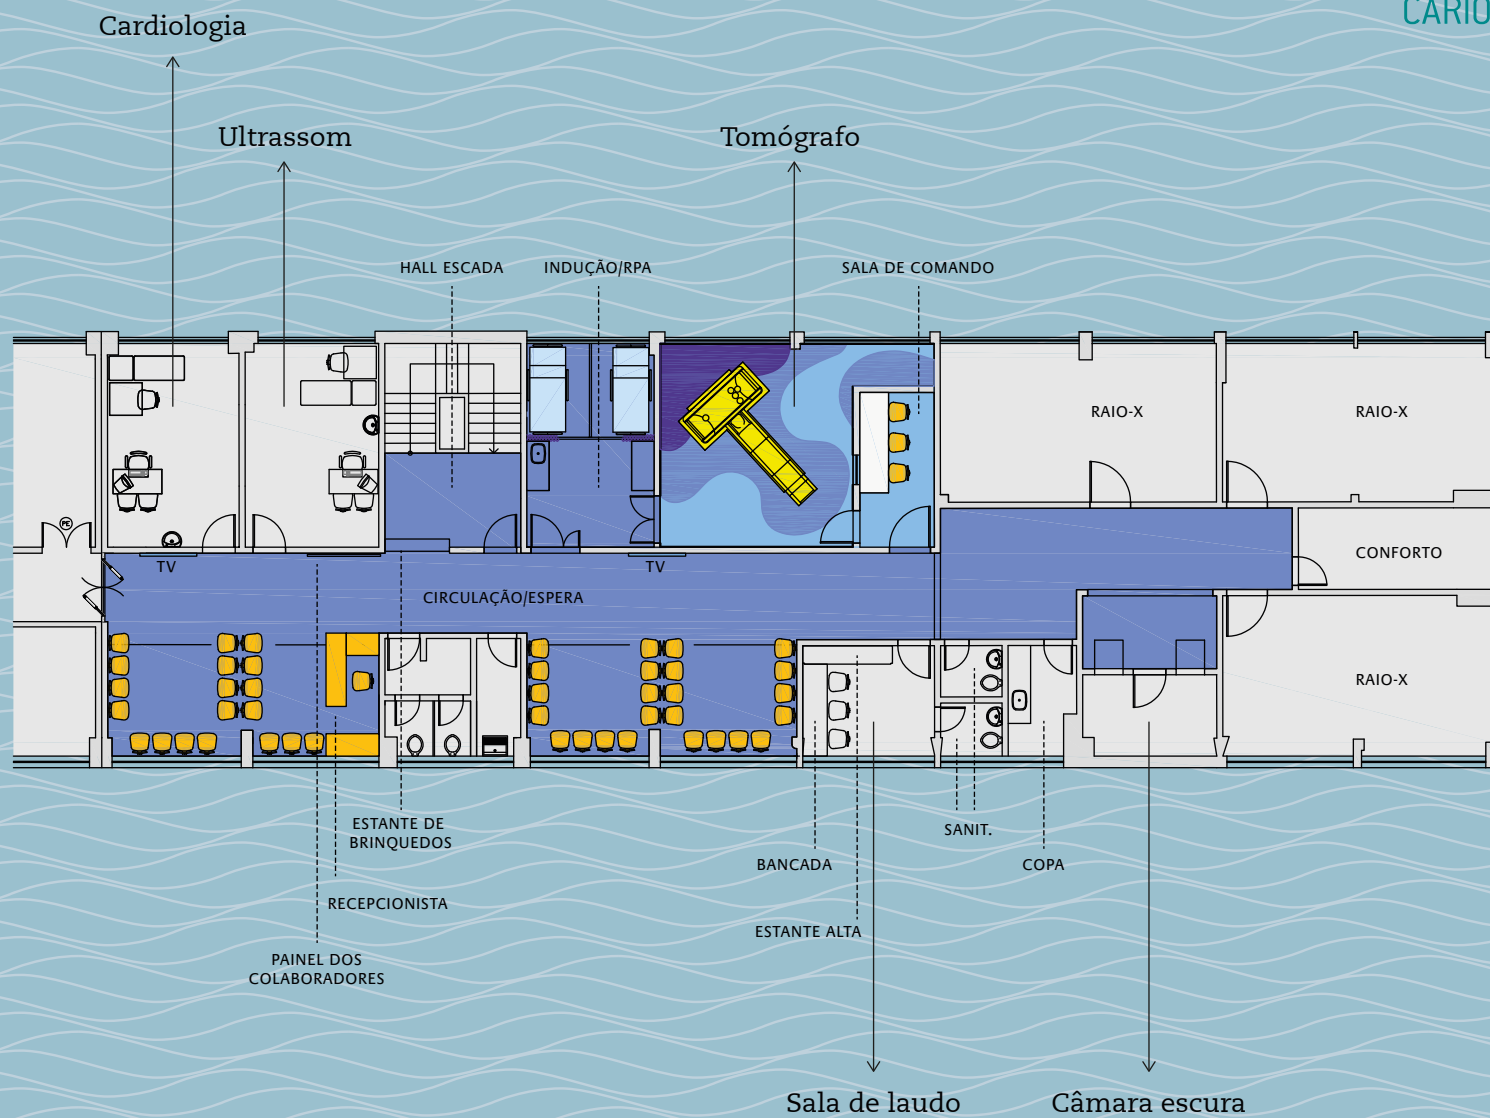 CARIO
Cardiologia
Ultrassom
Tomógrafo
HALL ESCADA
INDUÇÃO/RPA
SALA DE COMANDO
RAIO-X
RAIO-X
PE
TV
TV
CONFORTO
CIRCULAÇÃO/ESPERA
RAIO-X
ESTANTE DE
BRINQUEDOS
SANIT.
BANCADA
COPA
RECEPCIONISTA
ESTANTE ALTA
PAINEL DOS
COLABORADORES
Sala de laudo
Câmara escura